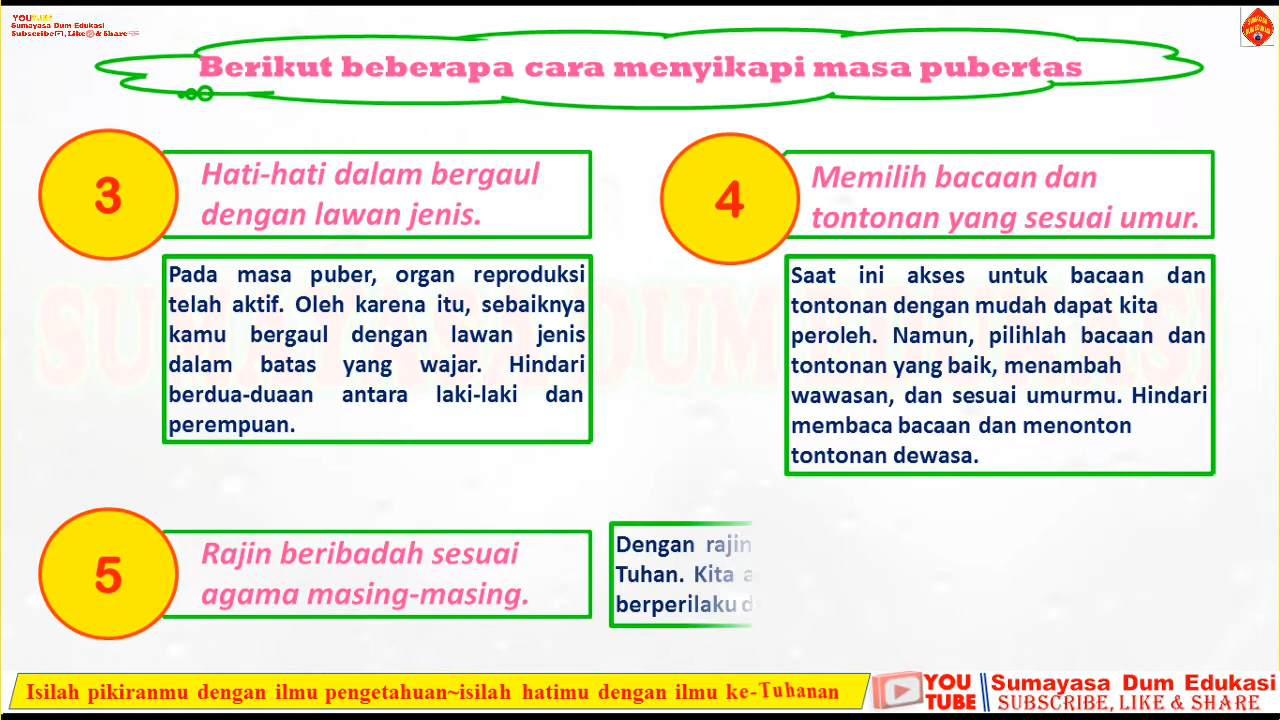 YOUTUBE
Sumayasa Dum Edukasi
Subscribe, Like & Share
Berikut beberapa cara menyikapi masa pubertas
3
Hati-hati dalam bergaul
dengan lawan jenis.
Pada masa puber, organ reproduksi
telah aktif. Oleh karena itu, sebaiknya
kamu bergaul dengan lawan jenis
dalam batas yang wajar. Hindari
berdua-duaan antara laki-laki dan
perempuan.
4
Memilih bacaan dan
tontonan yang sesuai umur.
Saat ini akses untuk bacaan dan
tontonan dengan mudah dapat kita
peroleh. Namun, pilihlah bacaan dan
tontonan yang baik, menambah
wawasan, dan sesuai umurmu. Hindari
membaca bacaan dan menonton
tontonan dewasa.
5
Rajin beribadah sesuai
agama masing-masing.
Dengan rajin
Tuhan. Kita
berperilaku
Isilah pikiranmu dengan ilmu pengetahuan~isilah hatimu dengan ilmu ke-Tuhanan
YOU
TUBE
Sumayasa Dum Edukasi
SUBSCRIBE, LIKE & SHARE